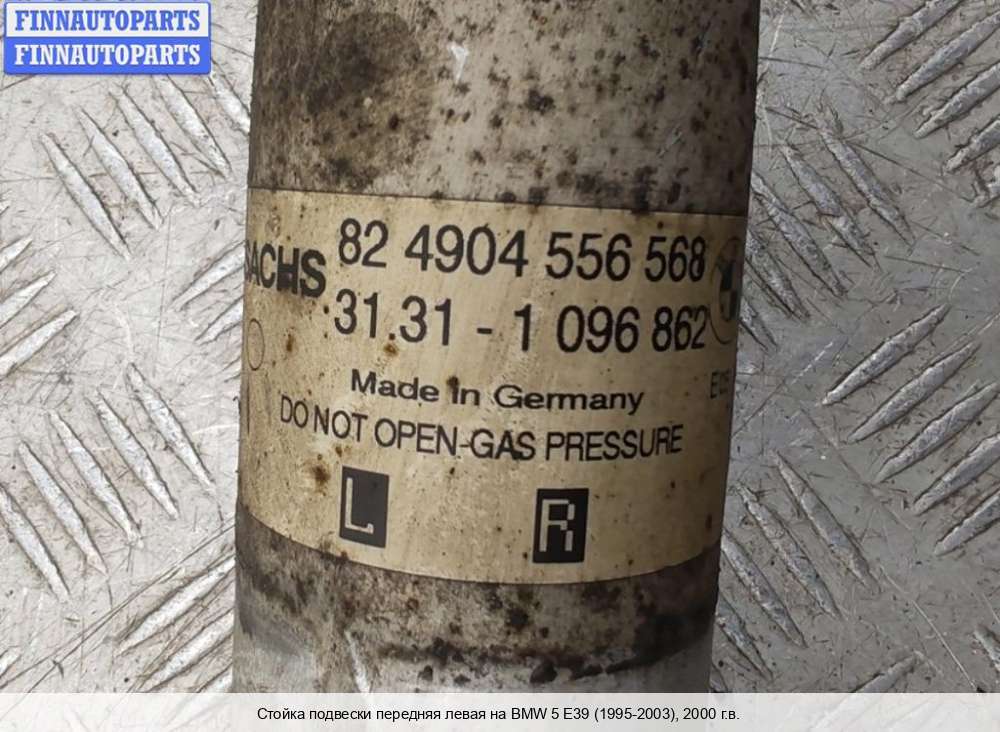 FINNAUTOPARTS
FINNAUTOPARTS
SACHS
82 4904 556 568
31.31 - 1 096 862
Made in Germany
DO NOT OPEN-GAS PRESSURE
L R
Стойка подвески передняя левая на BMW 5 E39 (1995-2003), 2000 г.в.